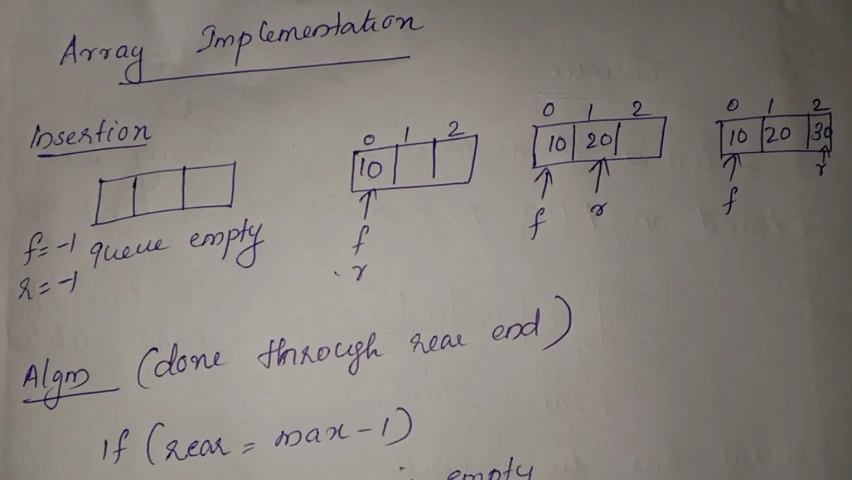 Array Implementation
Insertion
0 1 2
10
f
r
0 1 2
10 20
f r
0 1 2
10 20 30
f r
f=-1 queue empty
r=-1
Algm (done through rear end)
If (rear = max-1)
empty